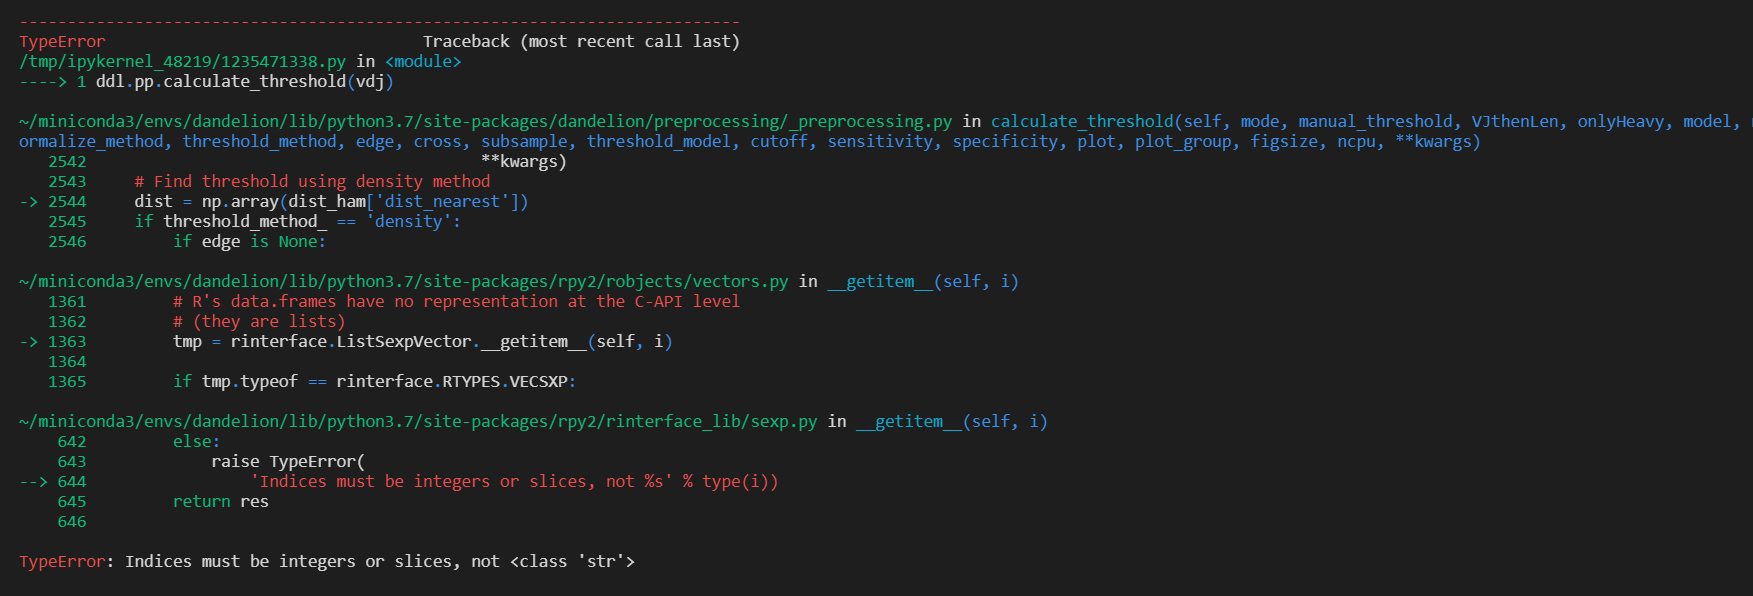 ---------------------------------------------------------------------------
TypeError                                 Traceback (most recent call last)
/tmp/ipykernel_48219/1235471338.py in <module>
----> 1 ddl.pp.calculate_threshold(vdj)

~/miniconda3/envs/dandelion/lib/python3.7/site-packages/dandelion/preprocessing/_preprocessing.py in calculate_threshold(self, mode, manual_threshold, VJthenLen, onlyHeavy, model,
ormalize_method, threshold_method, edge, cross, subsample, threshold_model, cutoff, sensitivity, specificity, plot, plot_group, figsize, ncpu, **kwargs)
   2542                                         **kwargs)
   2543     # Find threshold using density method
-> 2544     dist = np.array(dist_ham['dist_nearest'])
   2545     if threshold_method_ == 'density':
   2546         if edge is None:

~/miniconda3/envs/dandelion/lib/python3.7/site-packages/rpy2/robjects/vectors.py in __getitem__(self, i)
   1361         # R's data.frames have no representation at the C-API level
   1362         # (they are lists)
-> 1363         tmp = rinterface.ListSexpVector.__getitem__(self, i)
   1364
   1365         if tmp.typeof == rinterface.RTYPES.VECSXP:

~/miniconda3/envs/dandelion/lib/python3.7/site-packages/rpy2/rinterface_lib/sexp.py in __getitem__(self, i)
    642         else:
    643             raise TypeError(
--> 644                 'Indices must be integers or slices, not %s' % type(i))
    645         return res
    646

TypeError: Indices must be integers or slices, not <class 'str'>